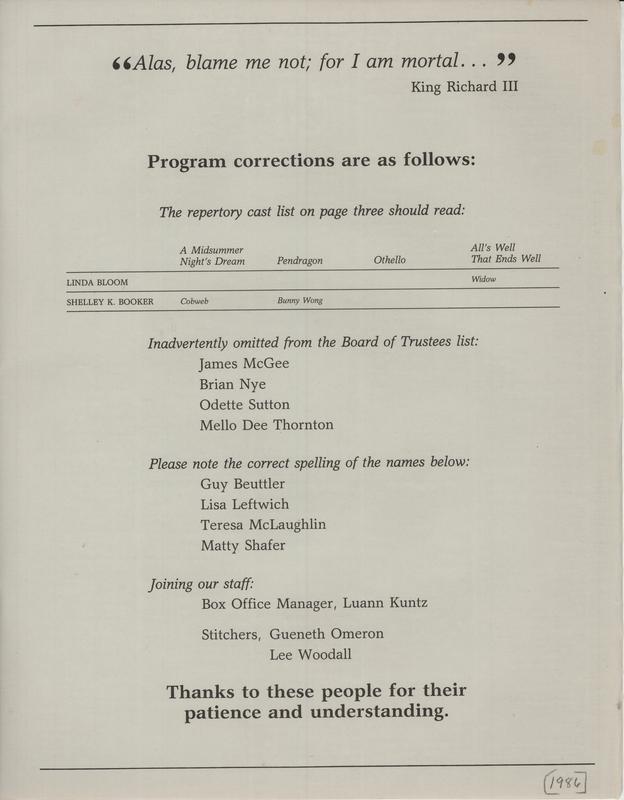 “Alas, blame me not; for I am mortal. . . ”
King Richard III
Program corrections are as follows:
The repertory cast list on page three should read:
A Midsummer Night's Dream Pendragon Othello All's Well That Ends Well
LINDA BLOOM Widow
SHELLEY K. BOOKER Cobweb Bunny Wong
Inadvertently omitted from the Board of Trustees list:
James McGee
Brian Nye
Odette Sutton
Mello Dee Thornton
Please note the correct spelling of the names below:
Guy Beuttler
Lisa Leftwich
Teresa McLaughlin
Matty Shafer
Joining our staff:
Box Office Manager, Luann Kuntz
Stitchers, Gueneth Omeron
Lee Woodall
Thanks to these people for their
patience and understanding.
[1986]